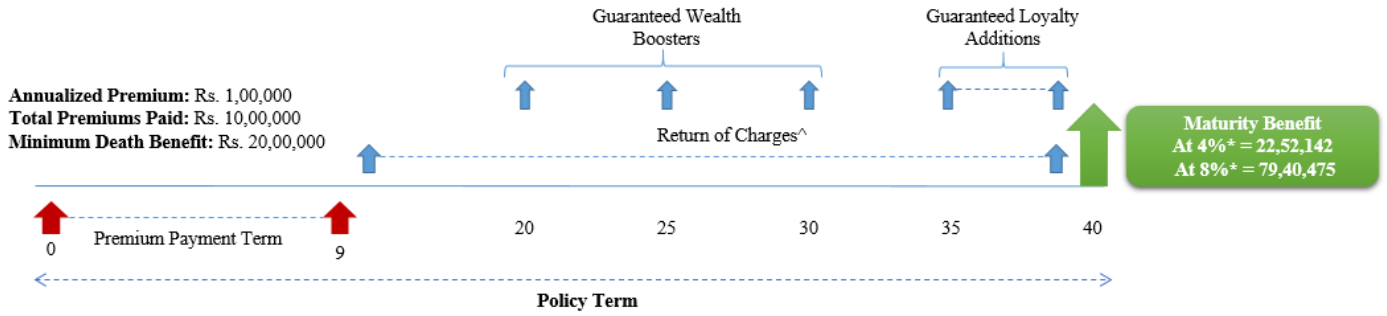 Guaranteed Wealth
Boosters
Guaranteed Loyalty
Additions
Annualized Premium: Rs. 1,00,000
Total Premiums Paid: Rs. 10,00,000
Minimum Death Benefit: Rs. 20,00,000
Return of Charges^
Maturity Benefit
At 4%* = 22,52,142
At 8%* = 79,40,475
0
Premium Payment Term
9
20
25
30
35
40
Policy Term